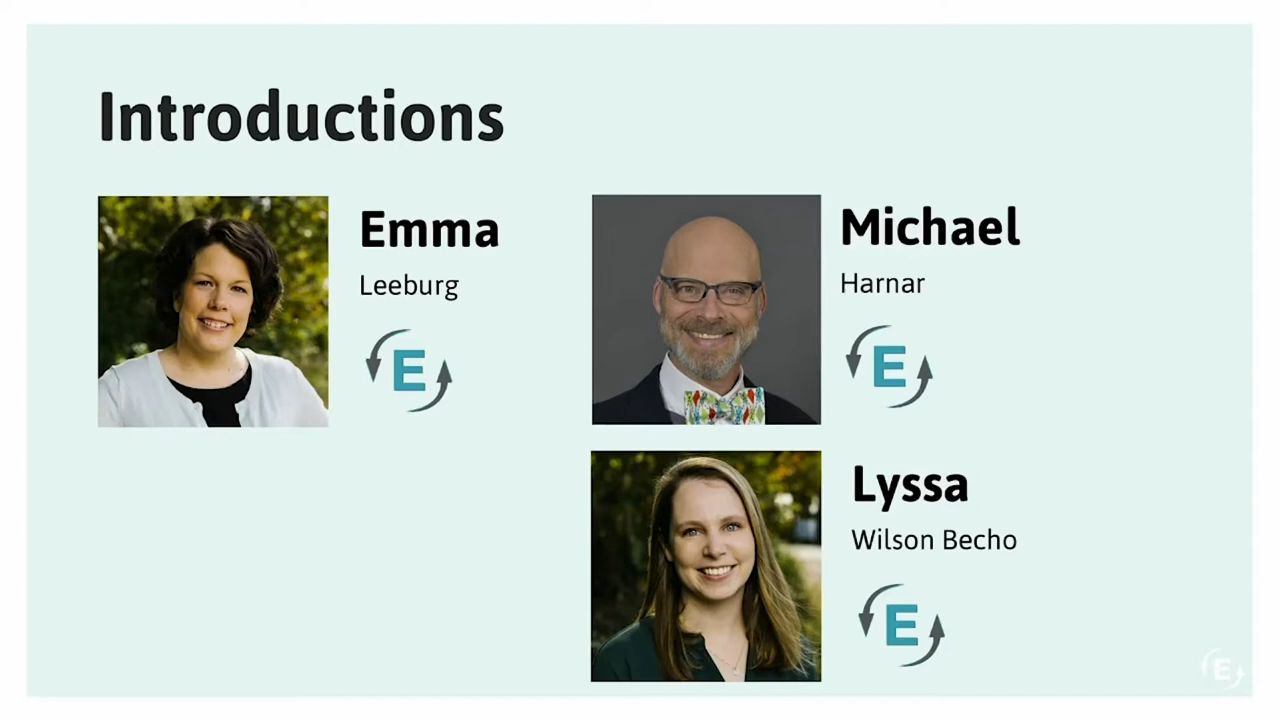 Introductions
Emma
Leeburg
E
Michael
Harnar
E
Lyssa
Wilson Becho
E
E